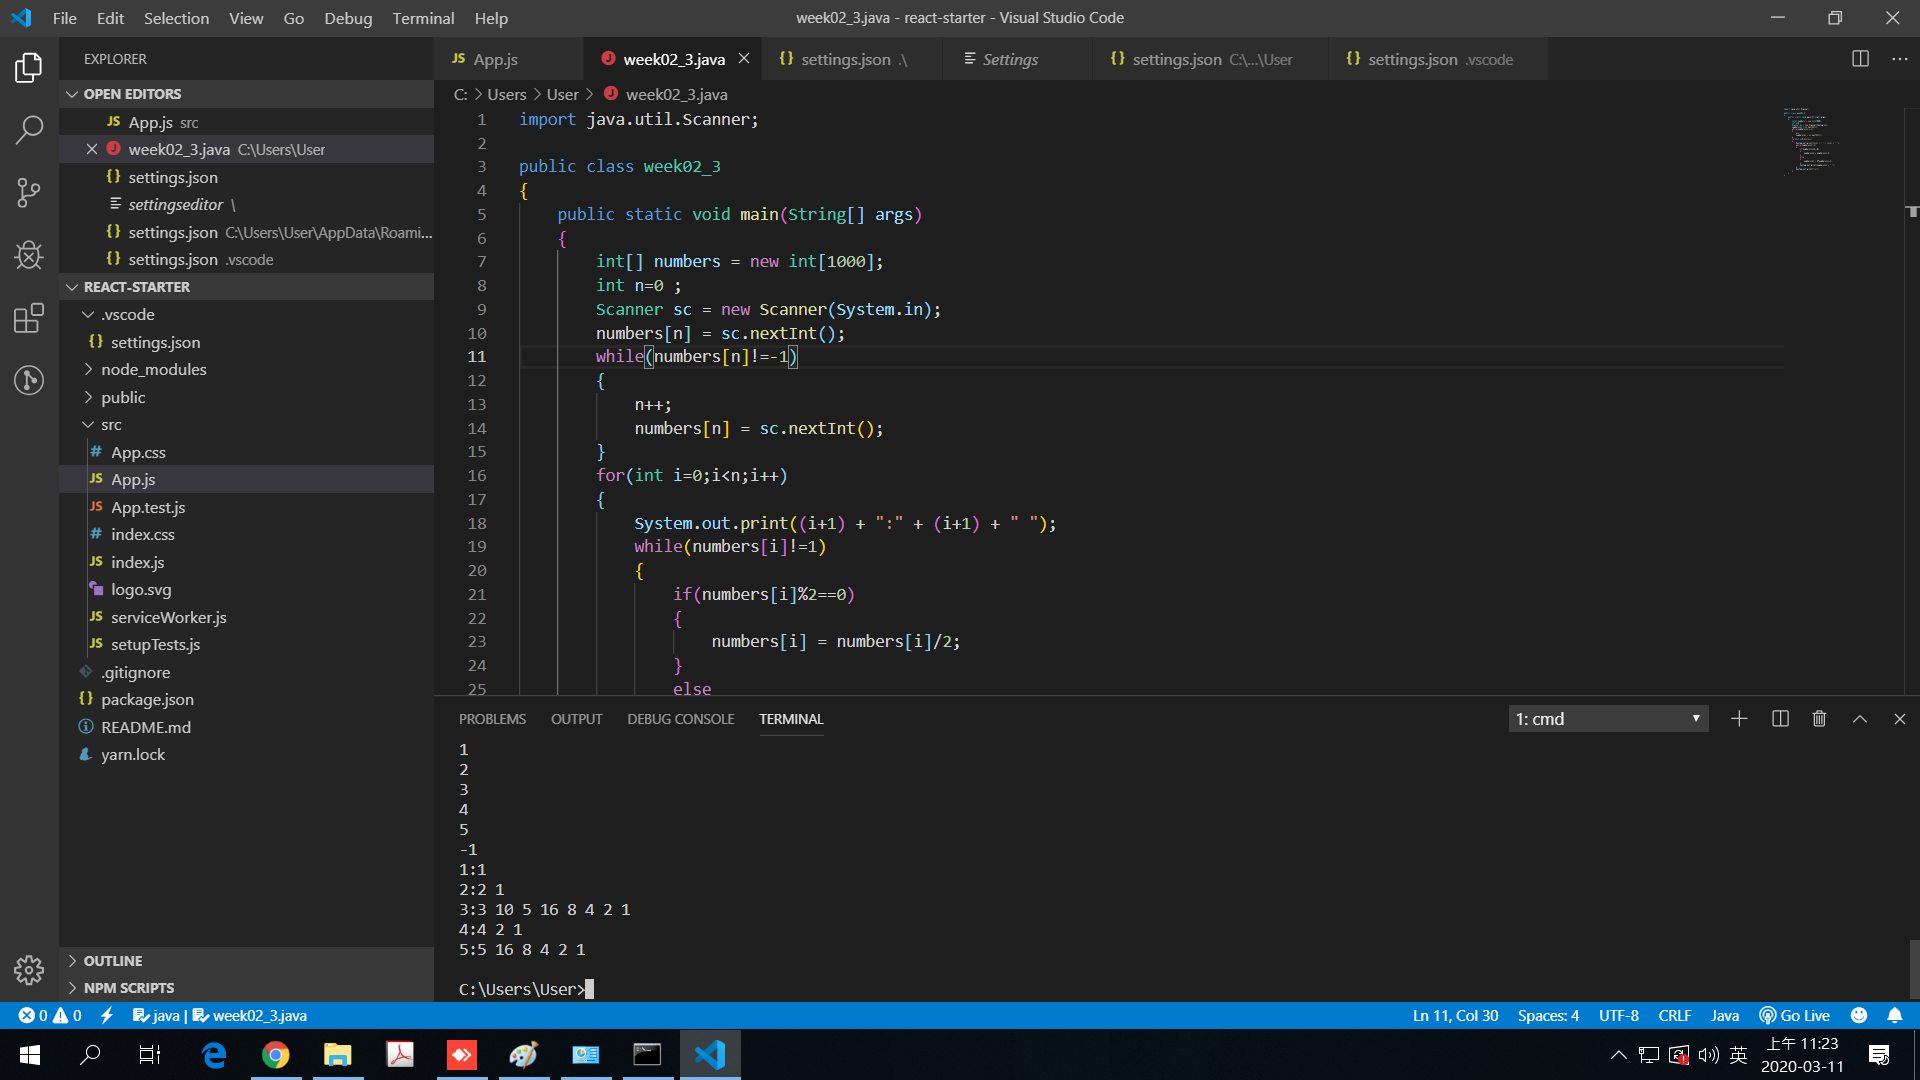 File Edit Selection View Go Debug Terminal Help
week02_3.java - react-starter - Visual Studio Code
EXPLORER
OPEN EDITORS
JS App.js src
week02_3.java C:\Users\User
{} settings.json
settingseditor \
{} settings.json C:\Users\User\AppData\Roami...
{} settings.json .vscode
REACT-STARTER
.vscode
{} settings.json
node_modules
public
src
# App.css
JS App.js
JS App.test.js
# index.css
JS index.js
logo.svg
JS serviceWorker.js
JS setupTests.js
.gitignore
{} package.json
README.md
yarn.lock
OUTLINE
NPM SCRIPTS
JS App.js
J week02_3.java
{} settings.json .\
Settings
{} settings.json C:\...\User
{} settings.json .vscode
C: > Users > User > J week02_3.java
1 import java.util.Scanner;
2
3 public class week02_3
4 {
5 public static void main(String[] args)
6 {
7 int[] numbers = new int[1000];
8 int n=0 ;
9 Scanner sc = new Scanner(System.in);
10 numbers[n] = sc.nextInt();
11 while(numbers[n]!=-1)
12 {
13 n++;
14 numbers[n] = sc.nextInt();
15 }
16 for(int i=0;i<n;i++)
17 {
18 System.out.print((i+1) + ":" + (i+1) + " ");
19 while(numbers[i]!=1)
20 {
21 if(numbers[i]%2==0)
22 {
23 numbers[i] = numbers[i]/2;
24 }
25 else
PROBLEMS OUTPUT DEBUG CONSOLE TERMINAL
1: cmd
1
2
3
4
5
-1
1:1
2:2 1
3:3 10 5 16 8 4 2 1
4:4 2 1
5:5 16 8 4 2 1
C:\Users\User>
0 0 java | week02_3.java
Ln 11, Col 30 Spaces: 4 UTF-8 CRLF Java Go Live
英
上午 11:23
2020-03-11